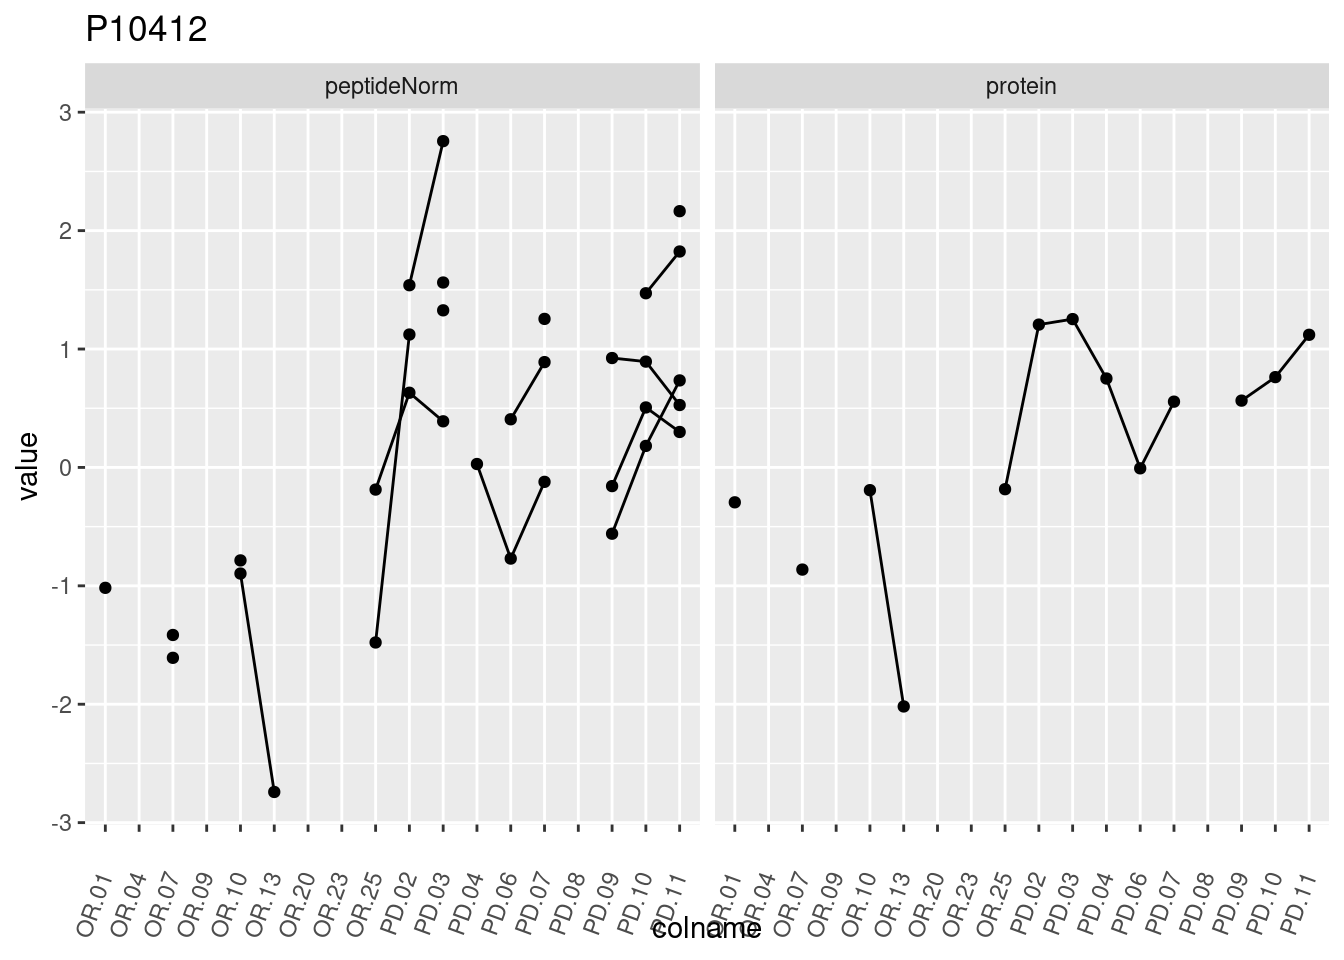 P10412
peptideNorm protein
3
2
1
0
-1
-2
-3
value
OR.01 OR.04 OR.07 OR.09 OR.10 OR.13 OR.20 OR.23 OR.25 PD.02 PD.03 PD.04 PD.06 PD.07 PD.08 PD.09 PD.10 PD.11 OR.01 OR.04 OR.07 OR.09 OR.10 OR.13 OR.20 OR.23 OR.25 PD.02 PD.03 PD.04 PD.06 PD.07 PD.08 PD.09 PD.10 PD.11
colname